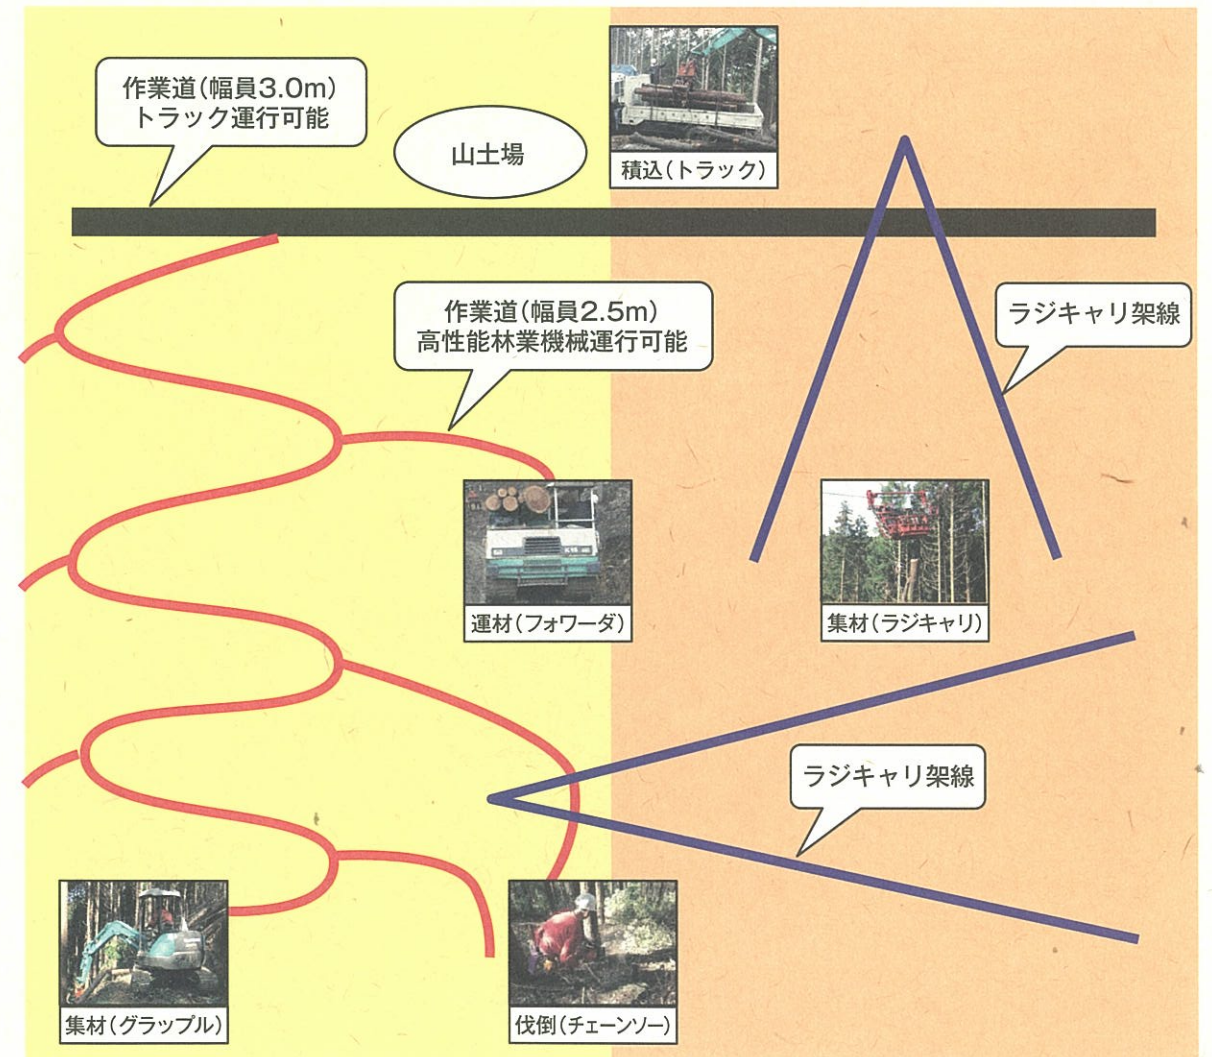 作業道(幅員3.0m)
トラック運行可能
山土場
積込(トラック)
作業道(幅員2.5m)
高性能林業機械運行可能
ラジキャリ架線
運材(フォワーダ)
集材(ラジキャリ)
ラジキャリ架線
集材(グラップル)
伐倒(チェーンソー)